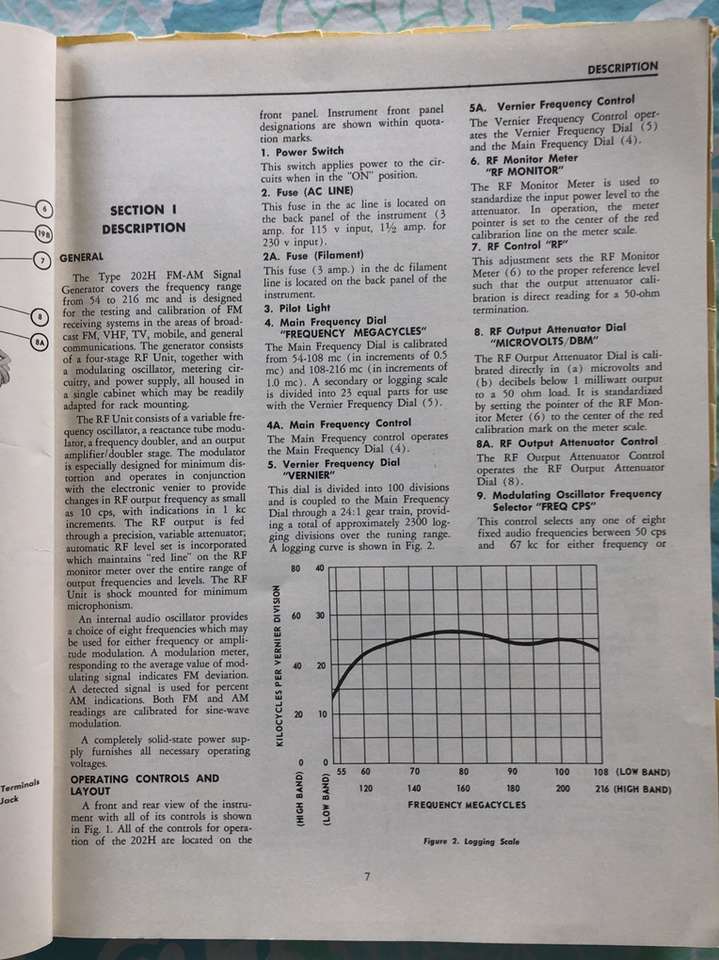 DESCRIPTION
6
19B
7
8
8A
Terminals
Jack
SECTION I
DESCRIPTION
GENERAL
The Type 202H FM-AM Signal
Generator covers the frequency range
from 54 to 216 mc and is designed
for the testing and calibration of FM
receiving systems in the areas of broad-
cast FM, VHF, TV, mobile, and general
communications. The generator consists
of a four-stage RF Unit, together with
a modulating oscillator, metering cir-
cuitry, and power supply, all housed in
a single cabinet which may be readily
adapted for rack mounting.
The RF Unit consists of a variable fre-
quency oscillator, a reactance tube modu-
lator, a frequency doubler, and an output
amplifier/doubler stage. The modulator
is especially designed for minimum dis-
tortion and operates in conjunction
with the electronic venier to provide
changes in RF output frequency as small
as 10 cps, with indications in 1 kc
increments. The RF output is fed
through a precision, variable attenuator;
automatic RF level set is incorporated
which maintains "red line" on the RF
monitor meter over the entire range of
output frequencies and levels. The RF
Unit is shock mounted for minimum
microphonism.
An internal audio oscillator provides
a choice of eight frequencies which may
be used for either frequency or ampli-
tude modulation. A modulation meter,
responding to the average value of mod-
ulating signal indicates FM deviation.
A detected signal is used for percent
AM indications. Both FM and AM
readings are calibrated for sine-wave
modulation.
A completely solid-state power sup-
ply furnishes all necessary operating
voltages.
OPERATING CONTROLS AND
LAYOUT
A front and rear view of the instru-
ment with all of its controls is shown
in Fig. 1. All of the controls for opera-
tion of the 202H are located on the
front panel. Instrument front panel
designations are shown within quota-
tion marks.
1. Power Switch
This switch applies power to the cir-
cuits when in the "ON" position.
2. Fuse (AC LINE)
This fuse in the ac line is located on
the back panel of the instrument (3
amp. for 115 v input, 1½ amp. for
230 v input).
2A. Fuse (Filament)
This fuse (3 amp.) in the dc filament
line is located on the back panel of the
instrument.
3. Pilot Light
4. Main Frequency Dial
"FREQUENCY MEGACYCLES"
The Main Frequency Dial is calibrated
from 54-108 mc (in increments of 0.5
mc) and 108-216 mc (in increments of
1.0 mc). A secondary or logging scale
is divided into 23 equal parts for use
with the Vernier Frequency Dial (5).
4A. Main Frequency Control
The Main Frequency control operates
the Main Frequency Dial (4).
5. Vernier Frequency Dial
"VERNIER"
This dial is divided into 100 divisions
and is coupled to the Main Frequency
Dial through a 24:1 gear train, provid-
ing a total of approximately 2300 log-
ging divisions over the tuning range.
A logging curve is shown in Fig. 2.
5A. Vernier Frequency Control
The Vernier Frequency Control oper-
ates the Vernier Frequency Dial (5)
and the Main Frequency Dial (4).
6. RF Monitor Meter
"RF MONITOR"
The RF Monitor Meter is used to
standardize the input power level to the
attenuator. In operation, the meter
pointer is set to the center of the red
calibration line on the meter scale.
7. RF Control "RF"
This adjustment sets the RF Monitor
Meter (6) to the proper reference level
such that the output attenuator cali-
bration is direct reading for a 50-ohm
termination.
8. RF Output Attenuator Dial
"MICROVOLTS/DBM"
The RF Output Attenuator Dial is cali-
brated directly in (a) microvolts and
(b) decibels below 1 milliwatt output
to a 50 ohm load. It is standardized
by setting the pointer of the RF Mon-
itor Meter (6) to the center of the red
calibration mark on the meter scale.
8A. RF Output Attenuator Control
The RF Output Attenuator Control
operates the RF Output Attenuator
Dial (8).
9. Modulating Oscillator Frequency
Selector "FREQ CPS"
This control selects any one of eight
fixed audio frequencies between 50 cps
and 67 kc for either frequency or
KILOCYCLES PER VERNIER DIVISION
80 40
60 30
40 20
20 10
0 0
(HIGH BAND)
(LOW BAND)
55 60 70 80 90 100 108 (LOW BAND)
120 140 160 180 200 216 (HIGH BAND)
FREQUENCY MEGACYCLES
Figure 2. Logging Scale
7